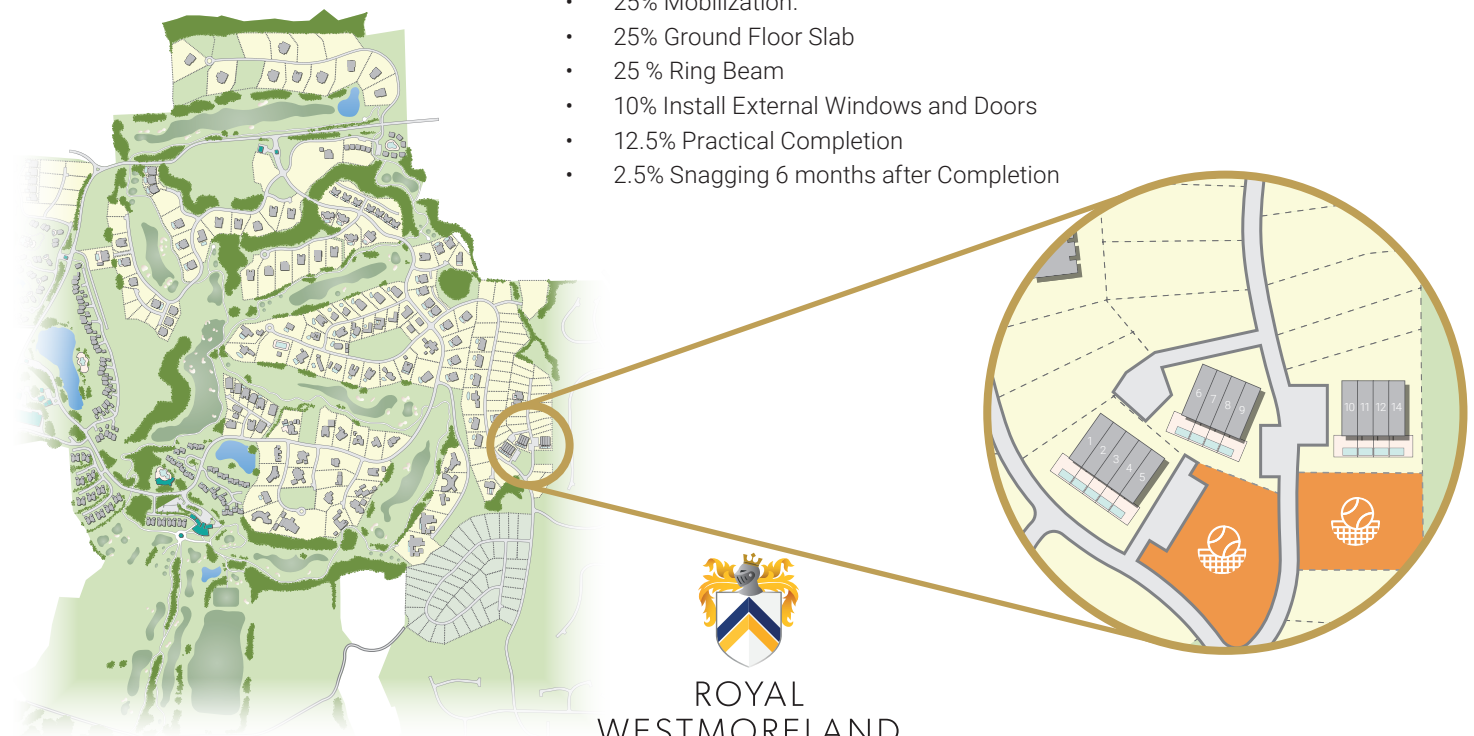 • 25% Mobilization.
• 25% Ground Floor Slab
• 25 % Ring Beam
• 10% Install External Windows and Doors
• 12.5% Practical Completion
• 2.5% Snagging 6 months after Completion
6 7 8 9
10 11 12 14
1 2 3 4 5
ROYAL
WESTMORELAND